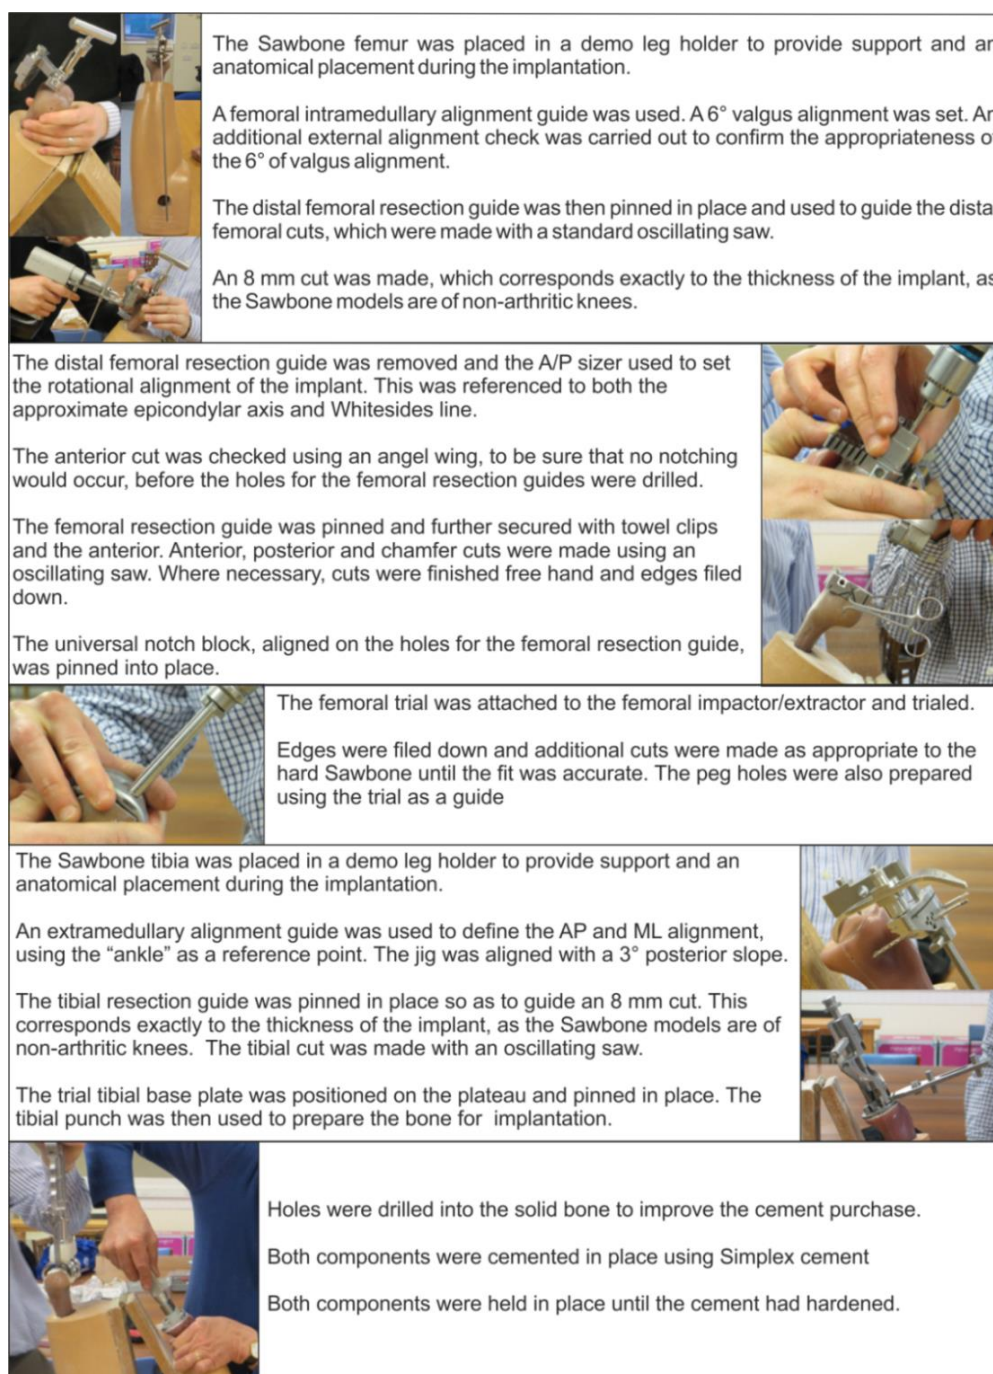 The Sawbone femur was placed in a demo leg holder to provide support and an
anatomical placement during the implantation.
A femoral intramedullary alignment guide was used. A 6° valgus alignment was set. An
additional external alignment check was carried out to confirm the appropriateness of
the 6° of valgus alignment.
The distal femoral resection guide was then pinned in place and used to guide the distal
femoral cuts, which were made with a standard oscillating saw.
An 8 mm cut was made, which corresponds exactly to the thickness of the implant, as
the Sawbone models are of non-arthritic knees.
The distal femoral resection guide was removed and the A/P sizer used to set
the rotational alignment of the implant. This was referenced to both the
approximate epicondylar axis and Whitesides line.
The anterior cut was checked using an angel wing, to be sure that no notching
would occur, before the holes for the femoral resection guides were drilled.
The femoral resection guide was pinned and further secured with towel clips
and the anterior. Anterior, posterior and chamfer cuts were made using an
oscillating saw. Where necessary, cuts were finished free hand and edges filed
down.
The universal notch block, aligned on the holes for the femoral resection guide,
was pinned into place.
The femoral trial was attached to the femoral impactor/extractor and trialed.
Edges were filed down and additional cuts were made as appropriate to the
hard Sawbone until the fit was accurate. The peg holes were also prepared
using the trial as a guide
The Sawbone tibia was placed in a demo leg holder to provide support and an
anatomical placement during the implantation.
An extramedullary alignment guide was used to define the AP and ML alignment,
using the “ankle” as a reference point. The jig was aligned with a 3° posterior slope.
The tibial resection guide was pinned in place so as to guide an 8 mm cut. This
corresponds exactly to the thickness of the implant, as the Sawbone models are of
non-arthritic knees. The tibial cut was made with an oscillating saw.
The trial tibial base plate was positioned on the plateau and pinned in place. The
tibial punch was then used to prepare the bone for implantation.
Holes were drilled into the solid bone to improve the cement purchase.
Both components were cemented in place using Simplex cement
Both components were held in place until the cement had hardened.